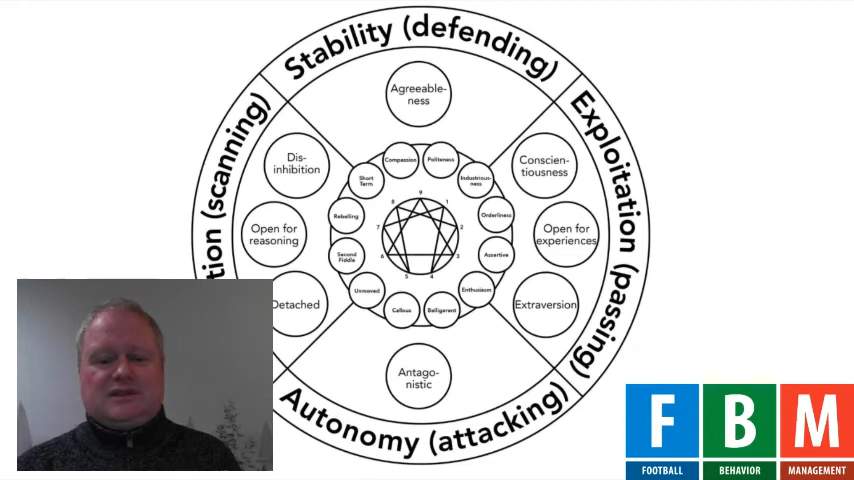 Stability (defending)
Agreeable-
ness
Exploitation (passing)
tion (scanning)
Dis-
inhibition
Compassion
Politeness
Conscien-
tiousness
Short
Term
Industrious-
ness
9
8
1
Rebelling
Orderliness
7
2
Open for
reasoning
Open for
experiences
Second
Fiddle
6
3
Assertive
5
4
Unmoved
Enthusiasm
Detached
Callous
Belligerent
Extraversion
Antago-
nistic
Autonomy (attacking)
F B M
FOOTBALL BEHAVIOR MANAGEMENT